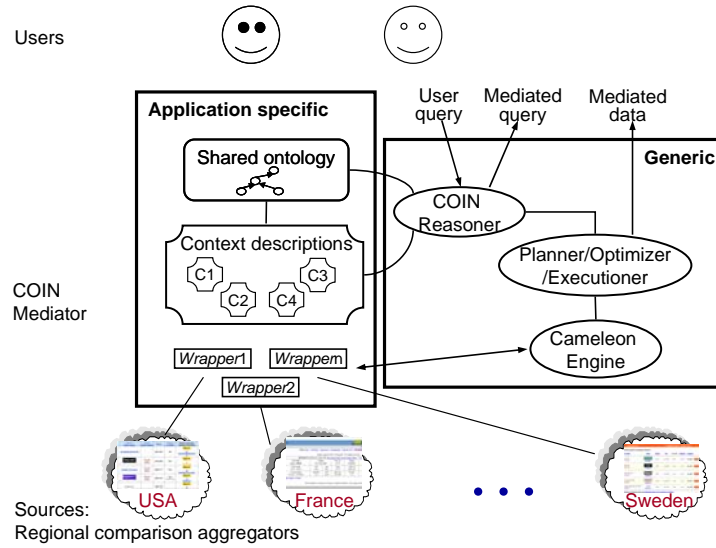 Users
Application specific
User
query
Mediated
query
Mediated
data
Generic
Shared ontology
COIN
Reasoner
Context descriptions
C1
C2
C4
C3
Planner/Optimizer
/Executioner
COIN
Mediator
Cameleon
Engine
Wrapper1
Wrappern
Wrapper2
USA
France
Sweden
Sources:
Regional comparison aggregators